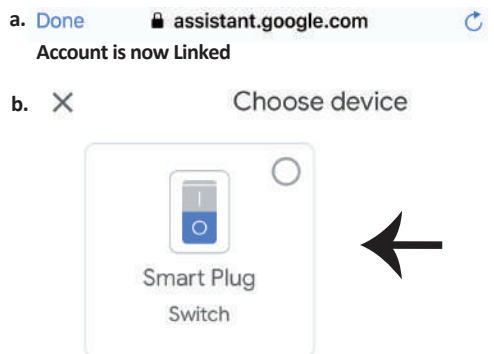 a. Done assistant.google.com
Account is now Linked
b. Choose device
Smart Plug
Switch